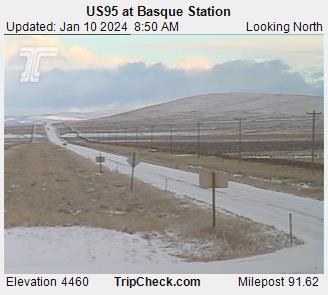 US95 at Basque Station
Updated: Jan 10 2024 8:50 AM Looking North
Elevation 4460 TripCheck.com Milepost 91.62